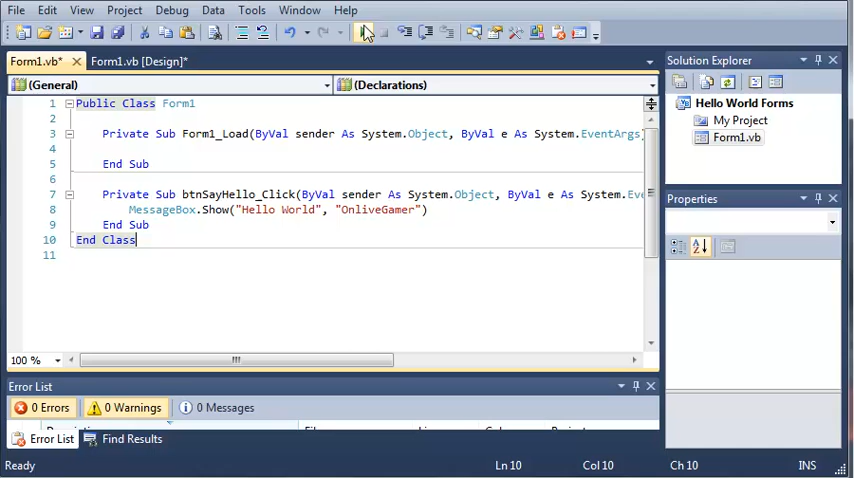 File Edit View Project Debug Data Tools Window Help
Form1.vb* Form1.vb [Design]*
Solution Explorer
(General) (Declarations)
Hello World Forms
My Project
Form1.vb
1 Public Class Form1
2
3 Private Sub Form1_Load(ByVal sender As System.Object, ByVal e As System.EventArgs)
4
5 End Sub
6
7 Private Sub btnSayHello_Click(ByVal sender As System.Object, ByVal e As System.Eve
8 MessageBox.Show("Hello World", "OnliveGamer")
9 End Sub
10 End Class
11
Properties
100 %
Error List
0 Errors 0 Warnings 0 Messages
Error List Find Results
Ready Ln 10 Col 10 Ch 10 INS